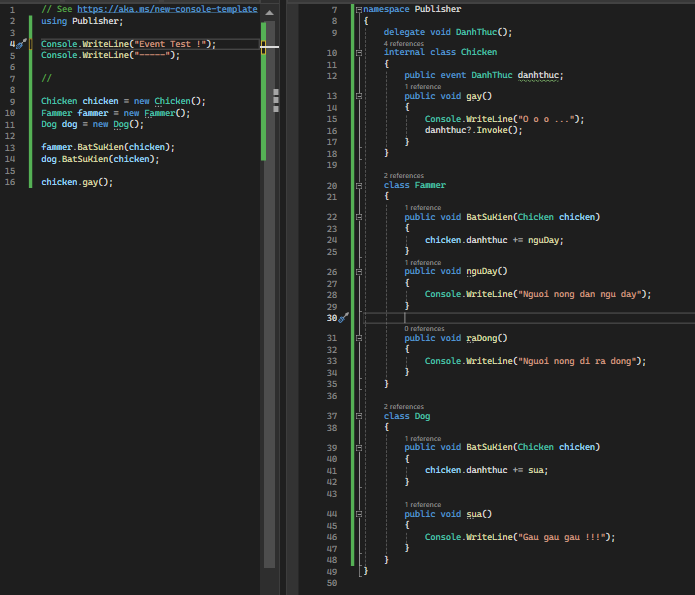 1 // See https://aka.ms/new-console-template
2 using Publisher;
3
4 Console.WriteLine("Event Test !");
5 Console.WriteLine("-----");
6
7 //
8
9 Chicken chicken = new Chicken();
10 Fammer fammer = new Fammer();
11 Dog dog = new Dog();
12
13 fammer.BatSuKien(chicken);
14 dog.BatSuKien(chicken);
15
16 chicken.gay();
7 namespace Publisher
8 {
9 delegate void DanhThuc();
4 references
10 internal class Chicken
11 {
12 public event DanhThuc danhthuc;
1 reference
13 public void gay()
14 {
15 Console.WriteLine("O o o ...");
16 danhthuc?.Invoke();
17 }
18 }
19
2 references
20 class Fammer
21 {
1 reference
22 public void BatSuKien(Chicken chicken)
23 {
24 chicken.danhthuc += nguDay;
25 }
1 reference
26 public void nguDay()
27 {
28 Console.WriteLine("Nguoi nong dan ngu day");
29 }
30
0 references
31 public void raDong()
32 {
33 Console.WriteLine("Nguoi nong di ra dong");
34 }
35 }
36
2 references
37 class Dog
38 {
1 reference
39 public void BatSuKien(Chicken chicken)
40 {
41 chicken.danhthuc += sua;
42 }
43
1 reference
44 public void sua()
45 {
46 Console.WriteLine("Gau gau gau !!!");
47 }
48 }
49 }
50